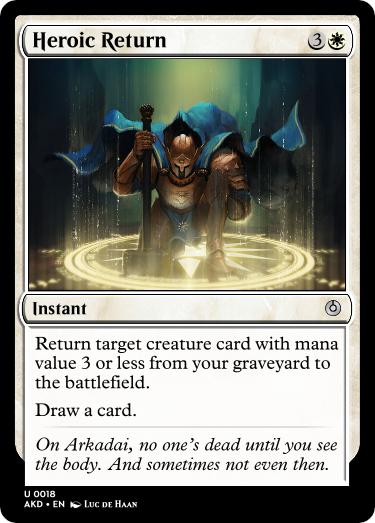 Heroic Return 3
Instant
Return target creature card with mana
value 3 or less from your graveyard to
the battlefield.
Draw a card.
On Arkadai, no one's dead until you see
the body. And sometimes not even then.
U 0018
AKD • EN Luc de Haan